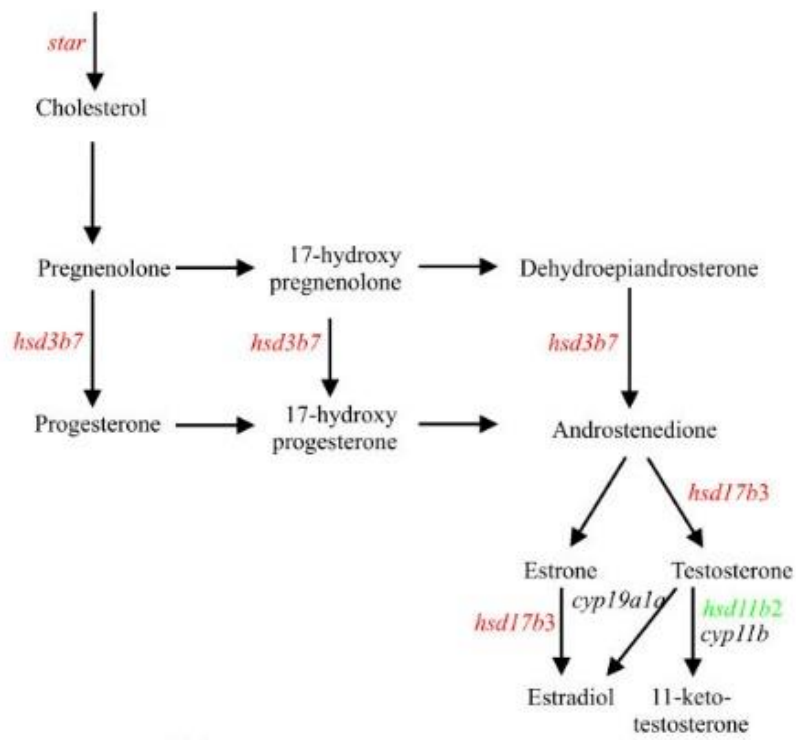 star
Cholesterol
Pregnenolone
17-hydroxy
pregnenolone
Dehydroepiandrosterone
hsd3b7
hsd3b7
hsd3b7
Progesterone
17-hydroxy
progesterone
Androstenedione
hsd17b3
Estrone
Testosterone
hsd17b3
cyp19a1a
hsd11b2
cyp11b
Estradiol
11-keto-
testosterone